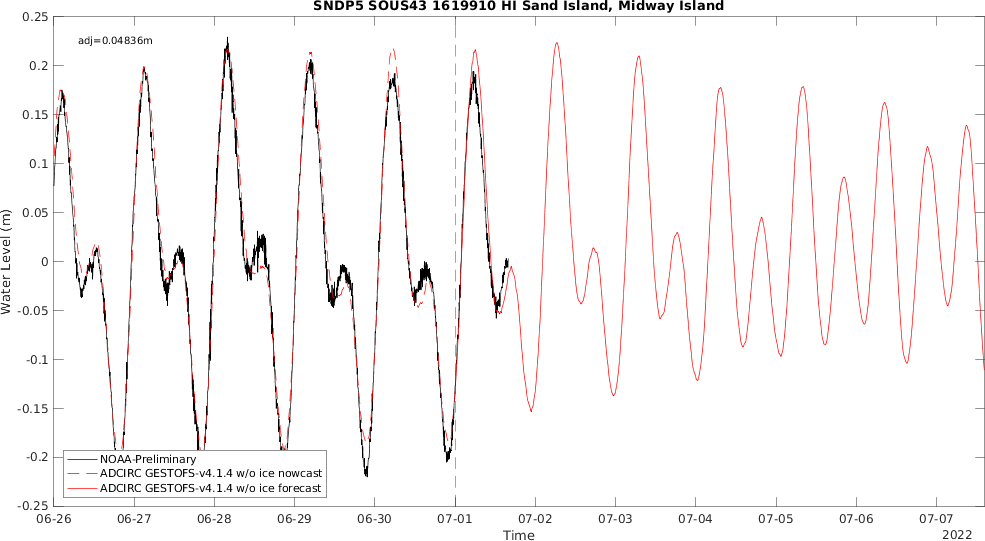 SNDP5 SOUS43 1619910 HI Sand Island, Midway Island
adj=0.04836m
0.25
0.2
0.15
0.1
0.05
0
-0.05
-0.1
-0.15
-0.2
-0.25
Water Level (m)
NOAA-Preliminary
ADCIRC GESTOFS-v4.1.4 w/o ice nowcast
ADCIRC GESTOFS-v4.1.4 w/o ice forecast
06-26 06-27 06-28 06-29 06-30 07-01 07-02 07-03 07-04 07-05 07-06 07-07
Time
2022